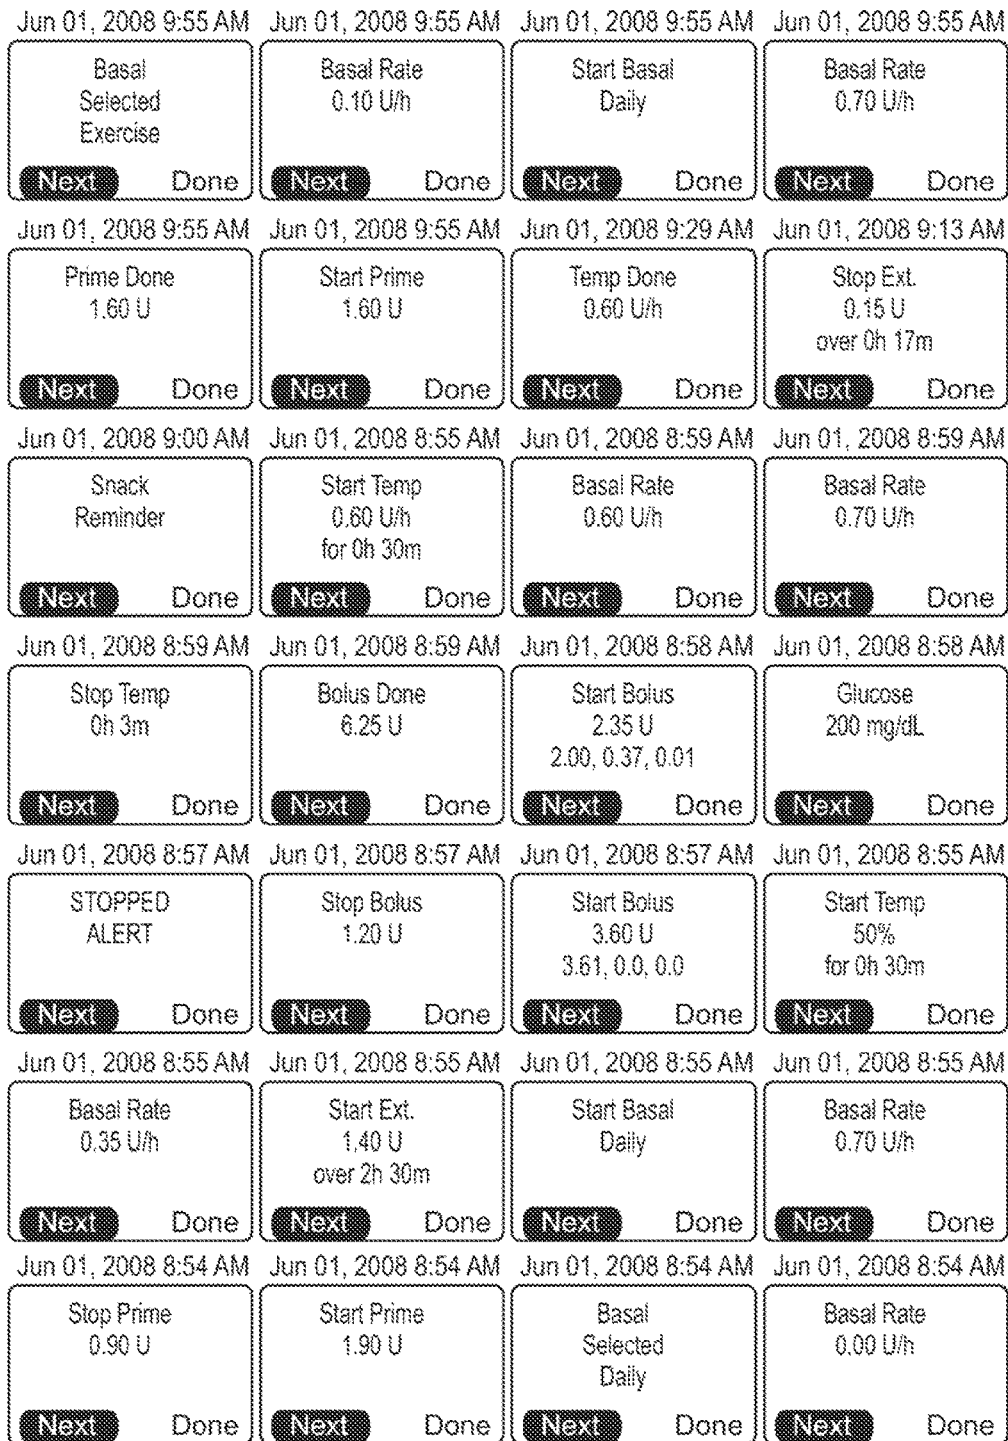 Jun 01, 2008 9:55 AM Jun 01, 2008 9:55 AM Jun 01, 2008 9:55 AM Jun 01, 2008 9:55 AM
Basal
Selected
Exercise
Next Done
Basal Rate
0.10 U/h
Next Done
Start Basal
Daily
Next Done
Basal Rate
0.70 U/h
Next Done
Jun 01, 2008 9:55 AM Jun 01, 2008 9:55 AM Jun 01, 2008 9:29 AM Jun 01, 2008 9:13 AM
Prime Done
1.60 U
Next Done
Start Prime
1.60 U
Next Done
Temp Done
0.60 U/h
Next Done
Stop Ext.
0.15 U
over 0h 17m
Next Done
Jun 01, 2008 9:00 AM Jun 01, 2008 8:55 AM Jun 01, 2008 8:59 AM Jun 01, 2008 8:59 AM
Snack
Reminder
Next Done
Start Temp
0.60 U/h
for 0h 30m
Next Done
Basal Rate
0.60 U/h
Next Done
Basal Rate
0.70 U/h
Next Done
Jun 01, 2008 8:59 AM Jun 01, 2008 8:59 AM Jun 01, 2008 8:58 AM Jun 01, 2008 8:58 AM
Stop Temp
0h 3m
Next Done
Bolus Done
6.25 U
Next Done
Start Bolus
2.35 U
2.00, 0.37, 0.01
Next Done
Glucose
200 mg/dL
Next Done
Jun 01, 2008 8:57 AM Jun 01, 2008 8:57 AM Jun 01, 2008 8:57 AM Jun 01, 2008 8:55 AM
STOPPED
ALERT
Next Done
Stop Bolus
1.20 U
Next Done
Start Bolus
3.60 U
3.61, 0.0, 0.0
Next Done
Start Temp
50%
for 0h 30m
Next Done
Jun 01, 2008 8:55 AM Jun 01, 2008 8:55 AM Jun 01, 2008 8:55 AM Jun 01, 2008 8:55 AM
Basal Rate
0.35 U/h
Next Done
Start Ext.
1.40 U
over 2h 30m
Next Done
Start Basal
Daily
Next Done
Basal Rate
0.70 U/h
Next Done
Jun 01, 2008 8:54 AM Jun 01, 2008 8:54 AM Jun 01, 2008 8:54 AM Jun 01, 2008 8:54 AM
Stop Prime
0.90 U
Next Done
Start Prime
1.90 U
Next Done
Basal
Selected
Daily
Next Done
Basal Rate
0.00 U/h
Next Done